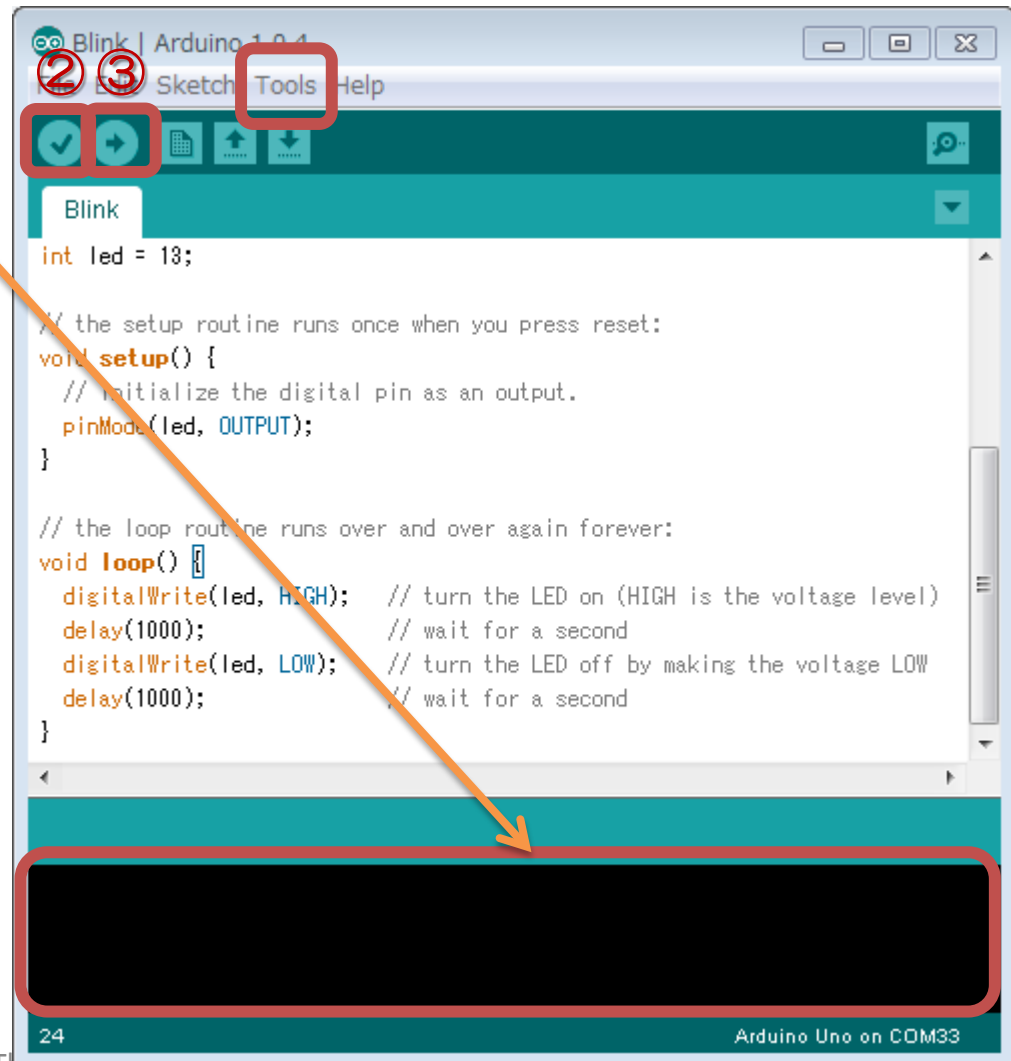 Blink | Arduino 1.0.4
② ③
File Edit Sketch Tools Help
Blink
int led = 13;
// the setup routine runs once when you press reset:
void setup() {
// initialize the digital pin as an output.
pinMode(led, OUTPUT);
}
// the loop routine runs over and over again forever:
void loop() {
digitalWrite(led, HIGH); // turn the LED on (HIGH is the voltage level)
delay(1000); // wait for a second
digitalWrite(led, LOW); // turn the LED off by making the voltage LOW
delay(1000); // wait for a second
}
24 Arduino Uno on COM33